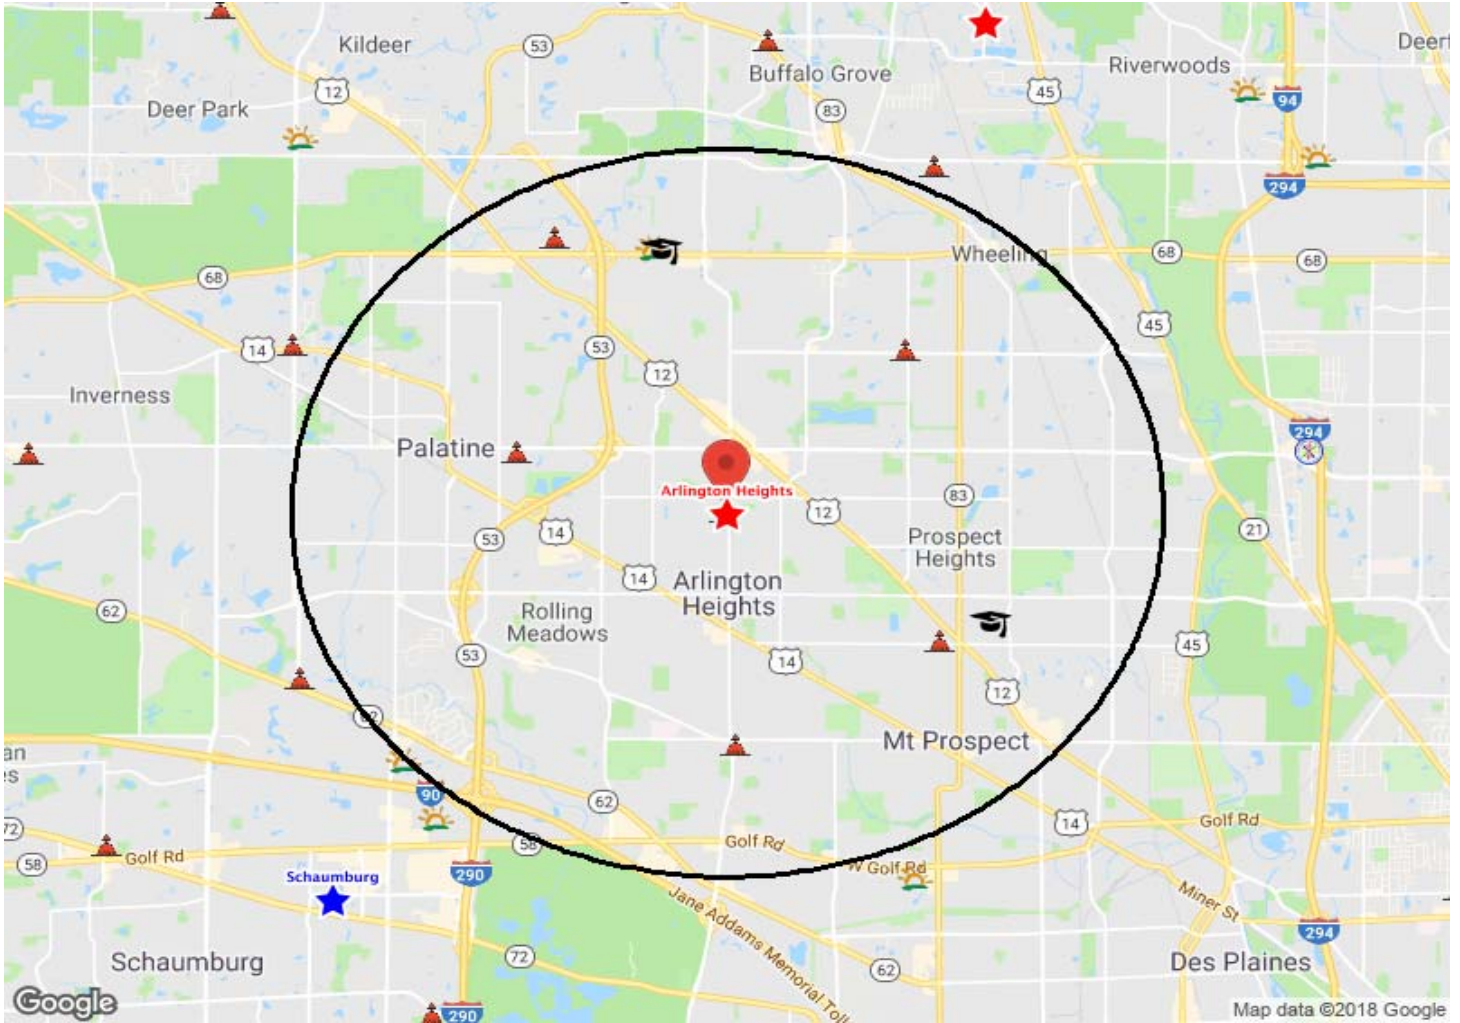 Kildeer
53
Buffalo Grove
Riverwoods
Deerf
12
45
94
Deer Park
83
294
Wheeling
68
68
68
45
14
53
12
Inverness
Palatine
294
Arlington Heights
12
83
21
53
14
Prospect
Heights
14
Arlington
Heights
62
Rolling
Meadows
53
14
45
12
62
Mt Prospect
an
es
90
62
72
58
Golf Rd
58
Golf Rd
14
Golf Rd
W Golf Rd
290
Schaumburg
Jane Addams Memorial Toll
Miner St
294
Schaumburg
72
62
Des Plaines
Google
290
Map data ©2018 Google